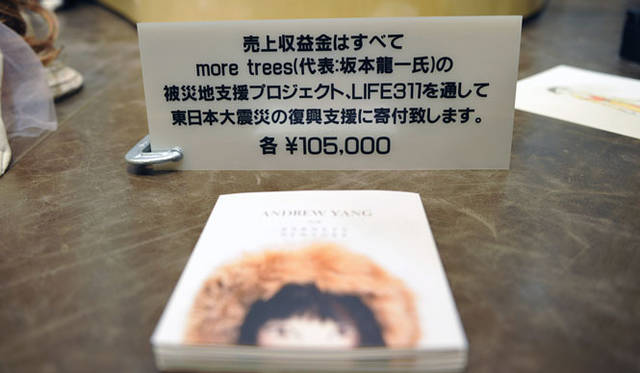 売上収益金はすべて
more trees(代表:坂本龍一氏)の
被災地支援プロジェクト、LIFE311を通して
東日本大震災の復興支援に寄付致します。
各 ¥105,000
ANDREW YANG